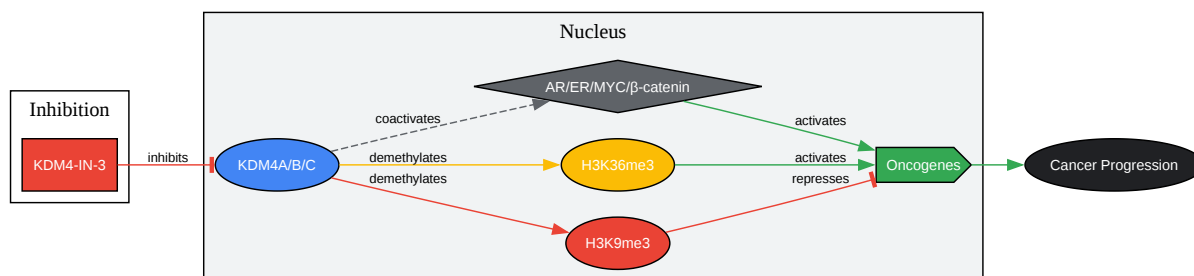 Nucleus
Inhibition
KDM4-IN-3
inhibits
KDM4A/B/C
coactivates
demethylates
demethylates
AR/ER/MYC/β-catenin
H3K36me3
H3K9me3
activates
activates
represses
Oncogenes
Cancer Progression